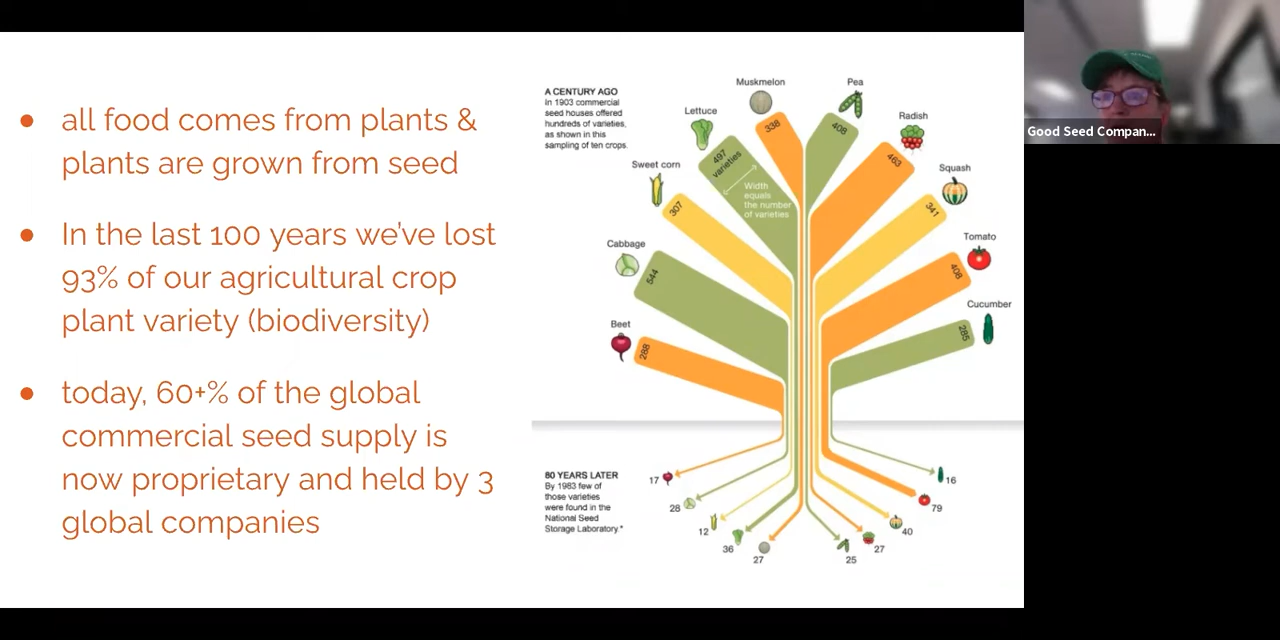 all food comes from plants &
plants are grown from seed
In the last 100 years we've lost
93% of our agricultural crop
plant variety (biodiversity)
today, 60+% of the global
commercial seed supply is
now proprietary and held by 3
global companies
A CENTURY AGO
In 1903 commercial
seed houses offered
hundreds of varieties,
as shown in this
sampling of ten crops.
Muskmelon
338
Pea
408
Lettuce
497
varieties
Width
equals
the number
of varieties
Radish
463
Sweet corn
307
Squash
341
Cabbage
544
Tomato
408
Beet
288
Cucumber
285
80 YEARS LATER
By 1983 few of
those varieties
were found in the
National Seed
Storage Laboratory.*
17
28
12
36
27
25
27
40
79
16
Good Seed Compan...